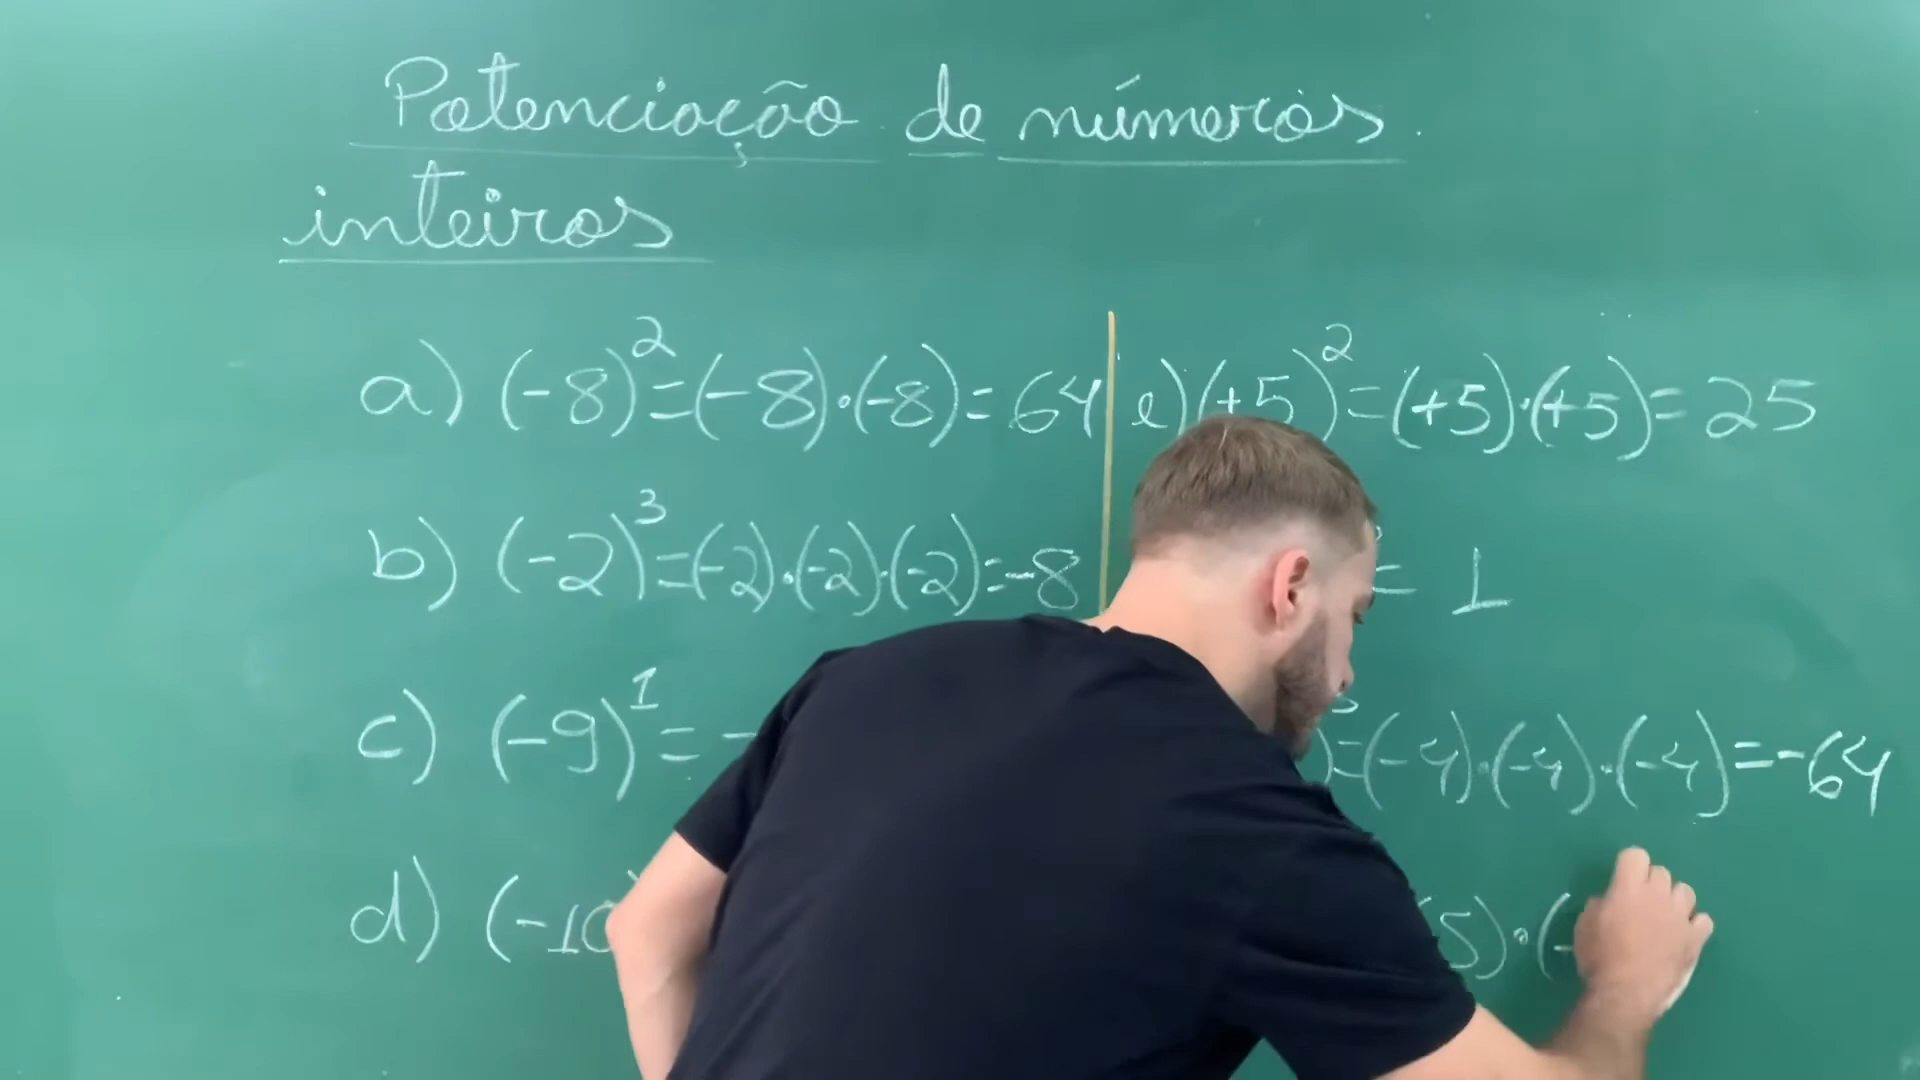 Potenciação de números
inteiros
a) (-8)² = (-8)·(-8) = 64
b) (-2)³ = (-2)·(-2)·(-2) = -8
c) (-9)¹ = -
d) (-10
e) (+5)² = (+5)·(+5) = 25
= 1
)³ = (-4)·(-4)·(-4) = -64
5)·(-